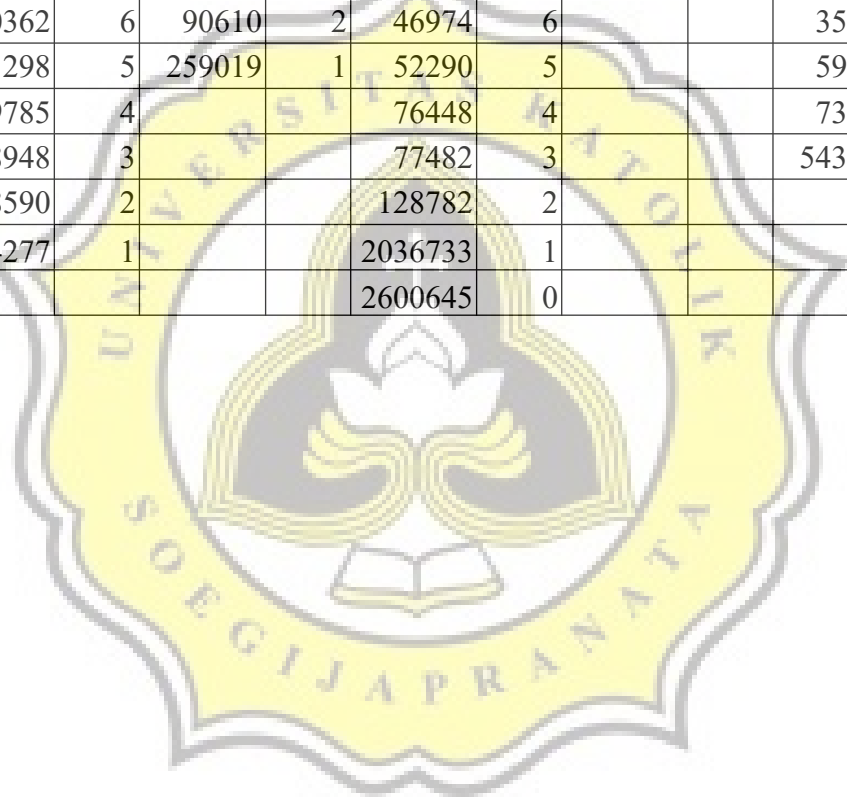 0362 6 90610 2 46974 6 35
298 5 259019 1 52290 5 59
785 4 76448 4 73
948 3 77482 3 543
590 2 128782 2
277 1 2036733 1
2600645 0
UNIVERSITAS KATOLIK
SOEGIJAPRANATA